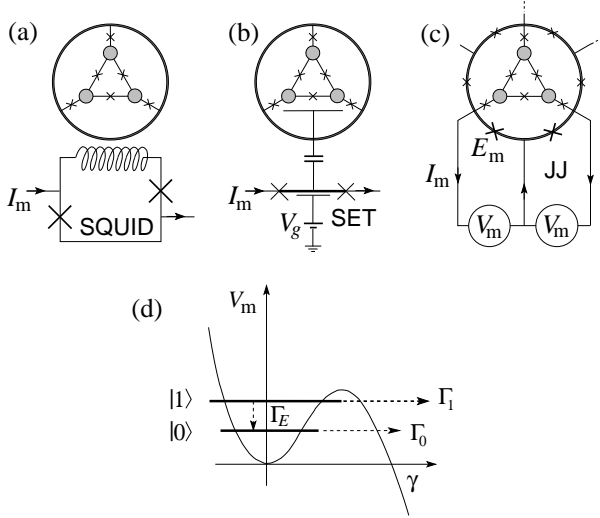 (a)
(b)
(c)
I_m
SQUID
I_m
V_g
SET
E_m
I_m
JJ
V_m
V_m
(d)
V_m
|1⟩
Γ_1
Γ_E
|0⟩
Γ_0
γ